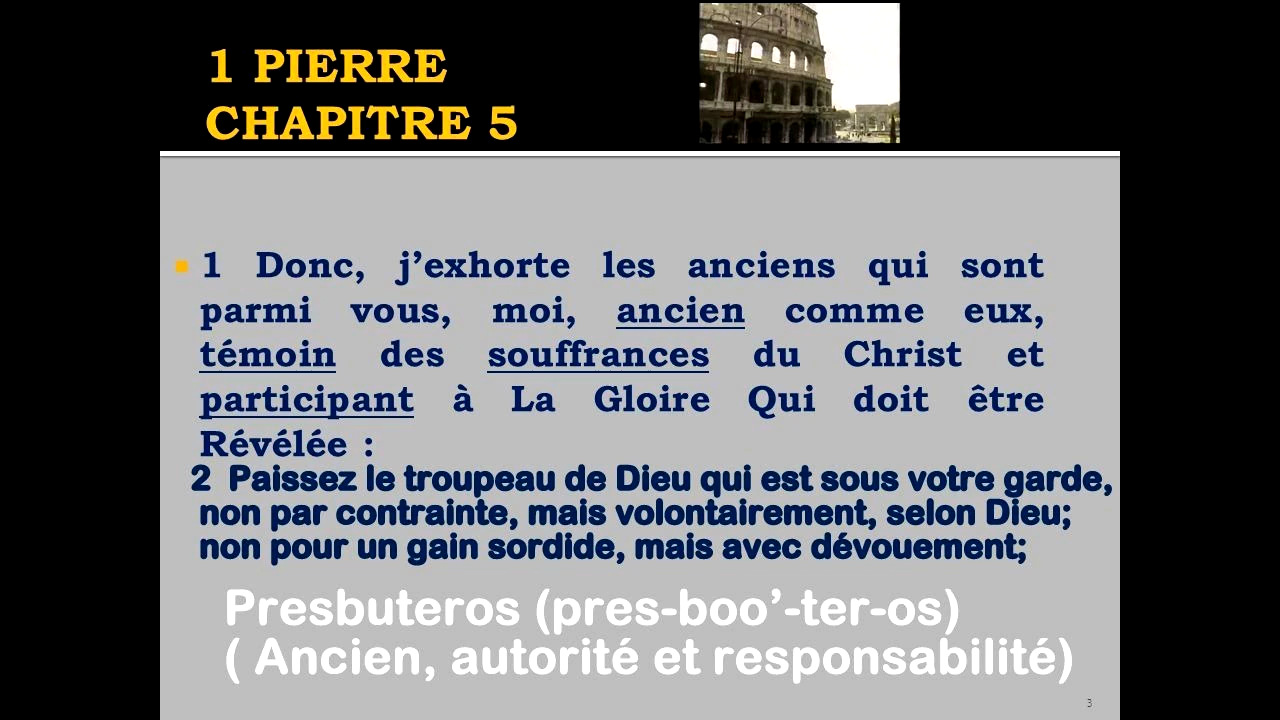 1 PIERRE
CHAPITRE 5
1 Donc, j’exhorte les anciens qui sont
parmi vous, moi, ancien comme eux,
témoin des souffrances du Christ et
participant à La Gloire Qui doit être
Révélée :
2 Paissez le troupeau de Dieu qui est sous votre garde,
non par contrainte, mais volontairement, selon Dieu;
non pour un gain sordide, mais avec dévouement;
Presbuteros (pres-boo’-ter-os)
( Ancien, autorité et responsabilité)
3